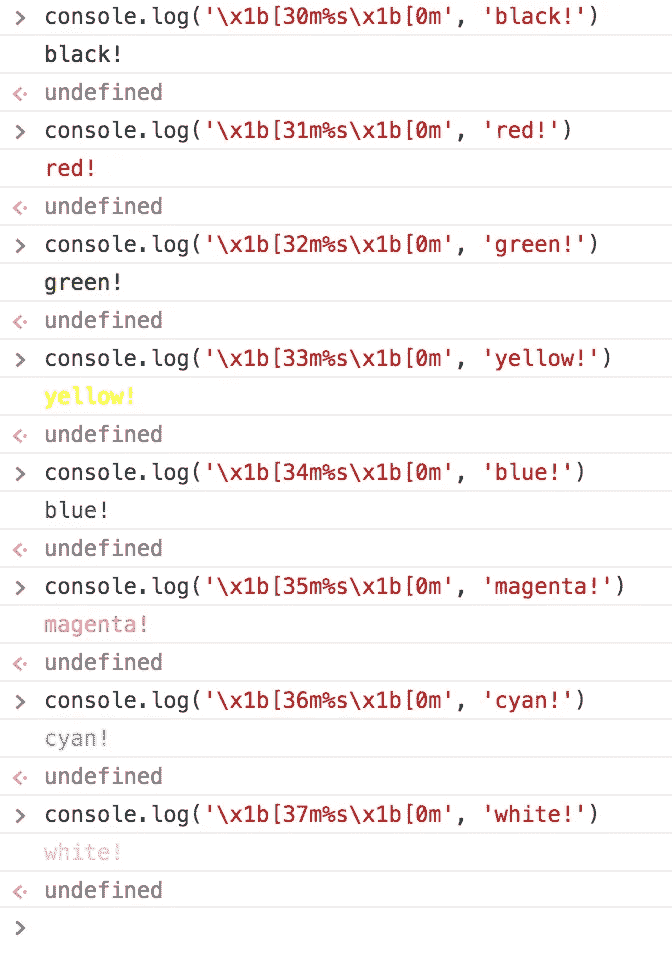 > console.log('\x1b[30m%s\x1b[0m', 'black!')
black!
<· undefined
> console.log('\x1b[31m%s\x1b[0m', 'red!')
red!
<· undefined
> console.log('\x1b[32m%s\x1b[0m', 'green!')
green!
<· undefined
> console.log('\x1b[33m%s\x1b[0m', 'yellow!')
yellow!
<· undefined
> console.log('\x1b[34m%s\x1b[0m', 'blue!')
blue!
<· undefined
> console.log('\x1b[35m%s\x1b[0m', 'magenta!')
magenta!
<· undefined
> console.log('\x1b[36m%s\x1b[0m', 'cyan!')
cyan!
<· undefined
> console.log('\x1b[37m%s\x1b[0m', 'white!')
white!
<· undefined
>